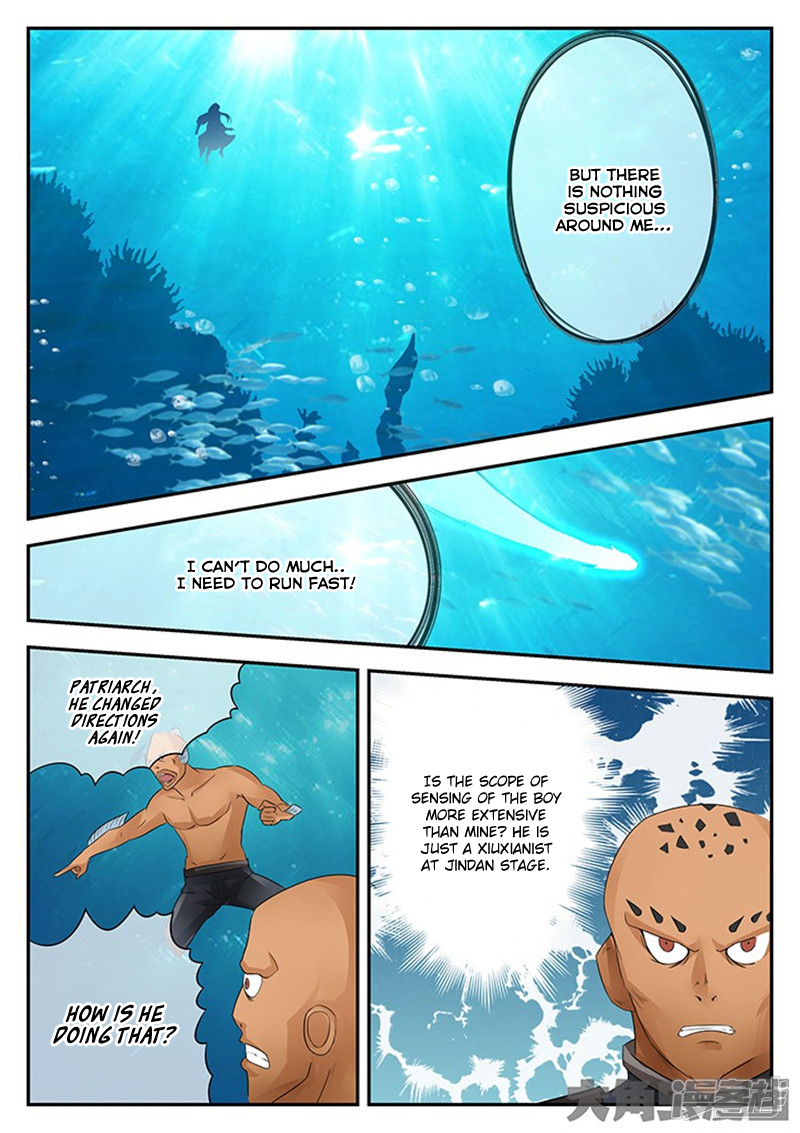 BUT THERE
IS NOTHING
SUSPICIOUS
AROUND ME...
I CAN'T DO MUCH..
I NEED TO RUN FAST!
PATRIARCH,
HE CHANGED
DIRECTIONS
AGAIN!
IS THE SCOPE OF
SENSING OF THE BOY
MORE EXTENSIVE
THAN MINE? HE IS
JUST A XIUXIANIST
AT JINDAN STAGE.
HOW IS HE
DOING THAT?